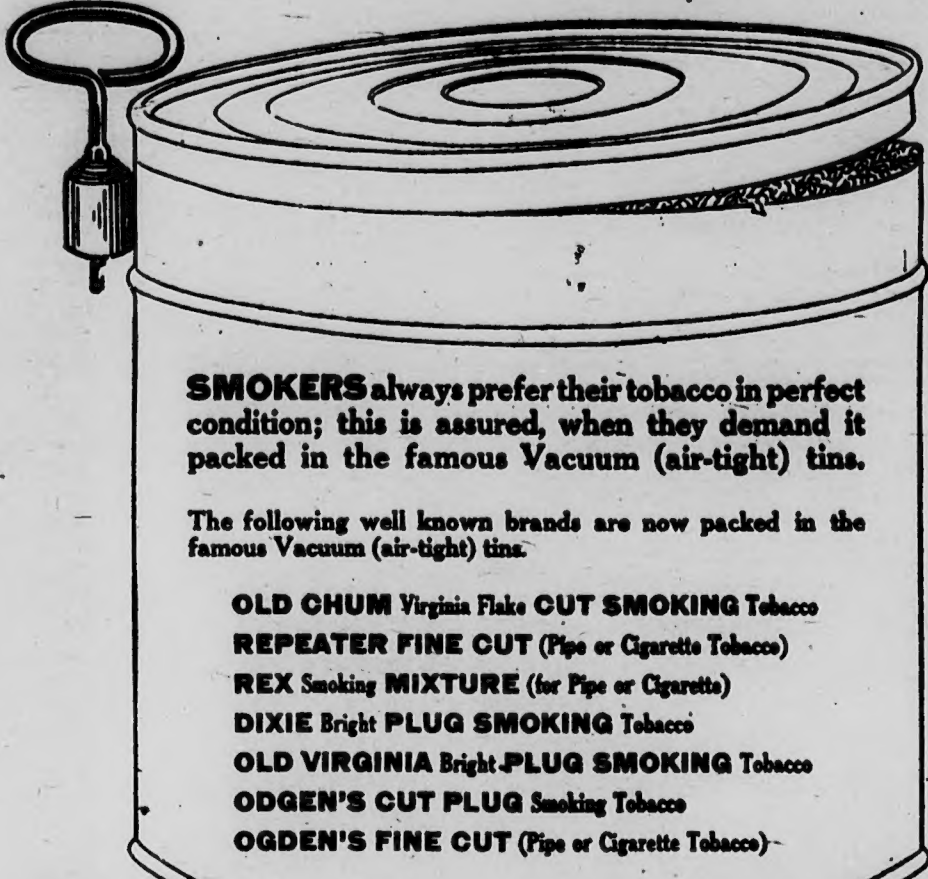 SMOKERS always prefer their tobacco in perfect
condition; this is assured, when they demand it
packed in the famous Vacuum (air-tight) tins.
The following well known brands are now packed in the
famous Vacuum (air-tight) tins.
OLD CHUM Virginia Flake CUT SMOKING Tobacco
REPEATER FINE CUT (Pipe or Cigarette Tobacco)
REX Smoking MIXTURE (for Pipe or Cigarette)
DIXIE Bright PLUG SMOKING Tobacco
OLD VIRGINIA Bright PLUG SMOKING Tobacco
ODGEN'S CUT PLUG Smoking Tobacco
OGDEN'S FINE CUT (Pipe or Cigarette Tobacco)